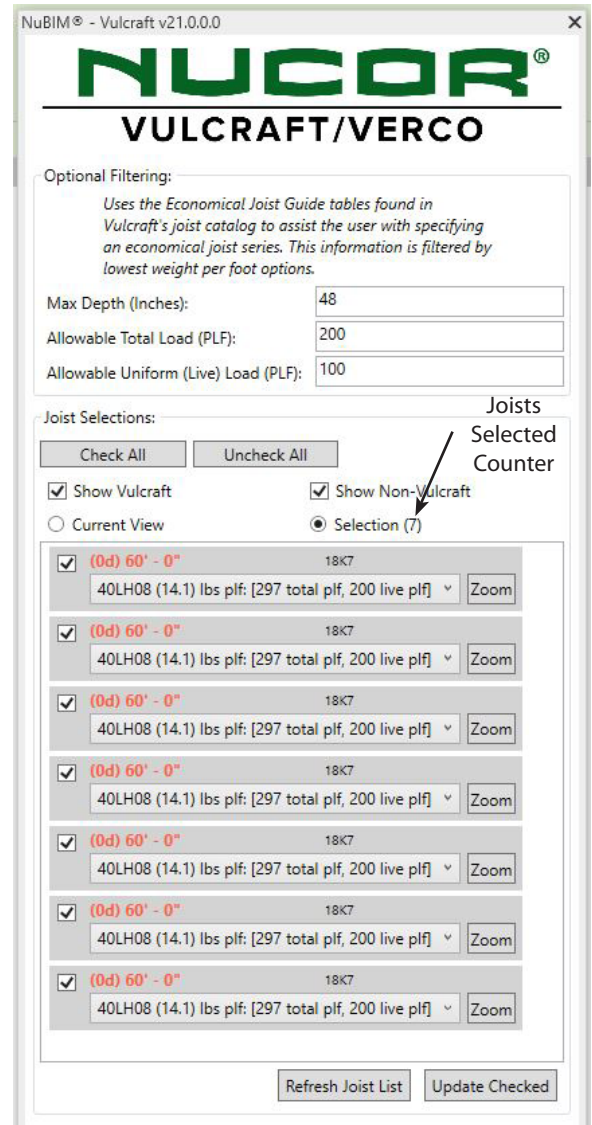 NuBIM® - Vulcraft v21.0.0.0
NUCOR®
VULCRAFT/VERCO
Optional Filtering:
Uses the Economical Joist Guide tables found in
Vulcraft's joist catalog to assist the user with specifying
an economical joist series. This information is filtered by
lowest weight per foot options.
Max Depth (Inches): 48
Allowable Total Load (PLF): 200
Allowable Uniform (Live) Load (PLF): 100
Joist Selections:
Joists
Selected
Counter
Check All Uncheck All
Show Vulcraft Show Non-Vulcraft
Current View Selection (7)
(0d) 60' - 0" 18K7
40LH08 (14.1) lbs plf: [297 total plf, 200 live plf] Zoom
(0d) 60' - 0" 18K7
40LH08 (14.1) lbs plf: [297 total plf, 200 live plf] Zoom
(0d) 60' - 0" 18K7
40LH08 (14.1) lbs plf: [297 total plf, 200 live plf] Zoom
(0d) 60' - 0" 18K7
40LH08 (14.1) lbs plf: [297 total plf, 200 live plf] Zoom
(0d) 60' - 0" 18K7
40LH08 (14.1) lbs plf: [297 total plf, 200 live plf] Zoom
(0d) 60' - 0" 18K7
40LH08 (14.1) lbs plf: [297 total plf, 200 live plf] Zoom
(0d) 60' - 0" 18K7
40LH08 (14.1) lbs plf: [297 total plf, 200 live plf] Zoom
Refresh Joist List Update Checked